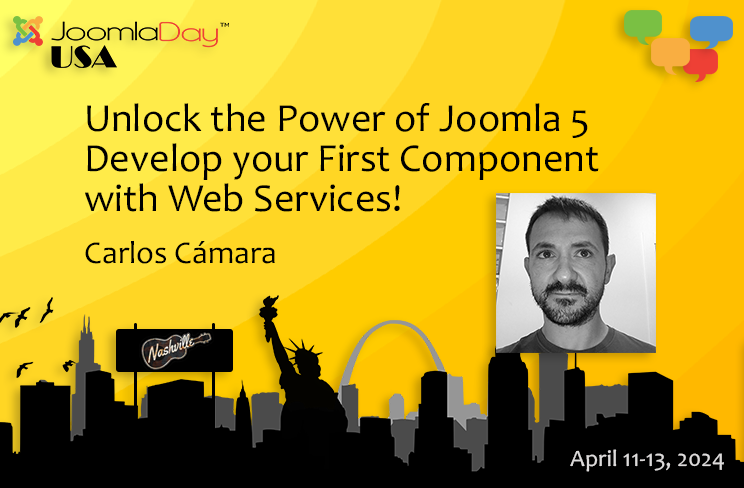 JoomlaDay™
USA
Unlock the Power of Joomla 5
Develop your First Component
with Web Services!
Carlos Cámara
Nashville
April 11-13, 2024